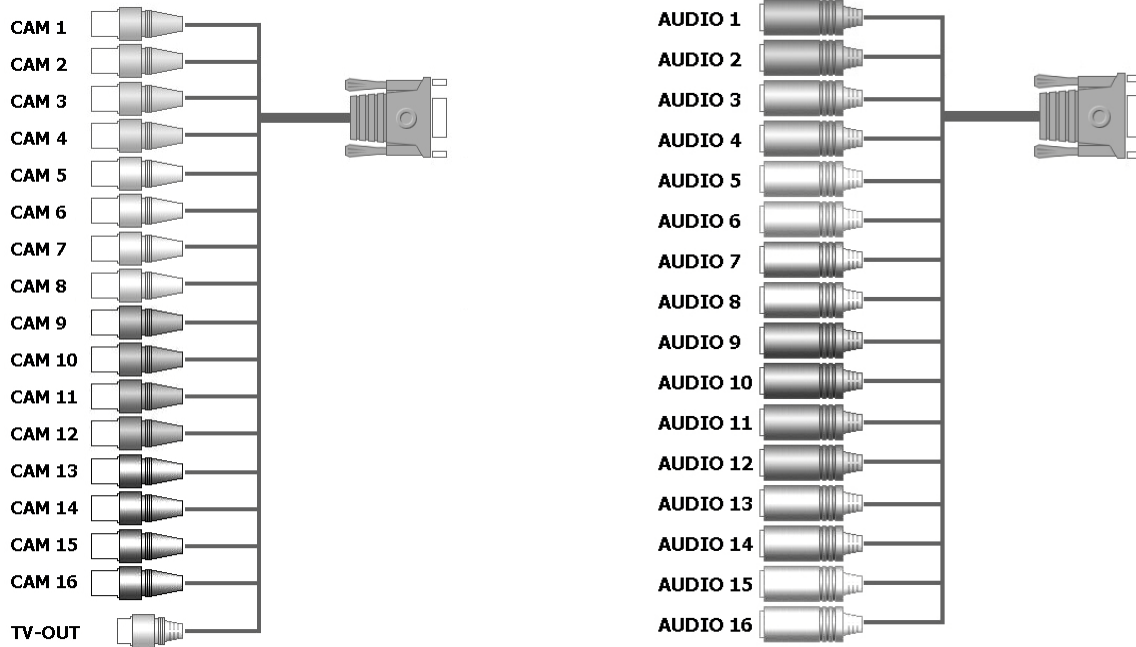 CAM 1
CAM 2
CAM 3
CAM 4
CAM 5
CAM 6
CAM 7
CAM 8
CAM 9
CAM 10
CAM 11
CAM 12
CAM 13
CAM 14
CAM 15
CAM 16
TV-OUT
AUDIO 1
AUDIO 2
AUDIO 3
AUDIO 4
AUDIO 5
AUDIO 6
AUDIO 7
AUDIO 8
AUDIO 9
AUDIO 10
AUDIO 11
AUDIO 12
AUDIO 13
AUDIO 14
AUDIO 15
AUDIO 16